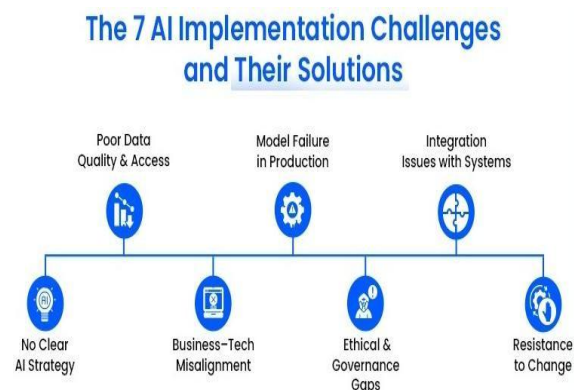 The 7 AI Implementation Challenges
and Their Solutions
Poor Data
Quality & Access
Model Failure
in Production
Integration
Issues with Systems
AI
No Clear
AI Strategy
Business–Tech
Misalignment
Ethical &
Governance
Gaps
Resistance
to Change